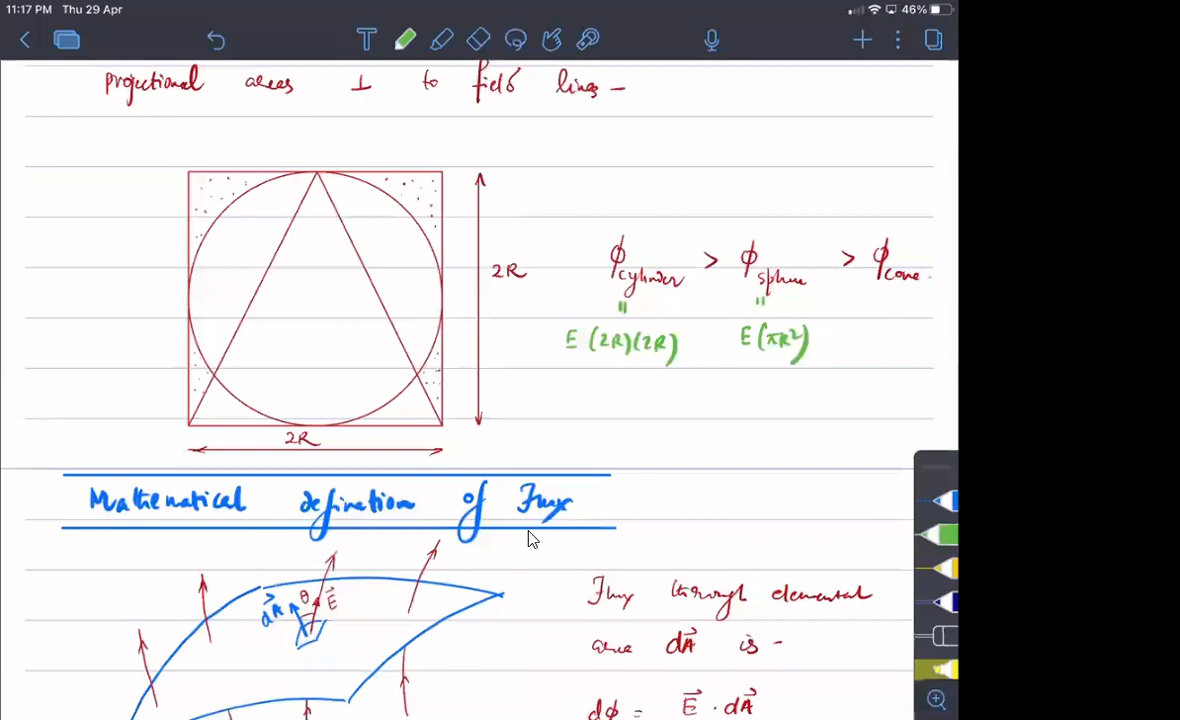 11:17 PM Thu 29 Apr
46%
projectional areas ⊥ to field lines -
2R
2R
ϕcylinder > ϕsphere > ϕcone.
" "
E (2R)(2R) E(πR²)
Mathematical defination of Flux
θ
dA⃗ E⃗
Flux through elemental
area dA⃗ is -
dϕ = E⃗ · dA⃗